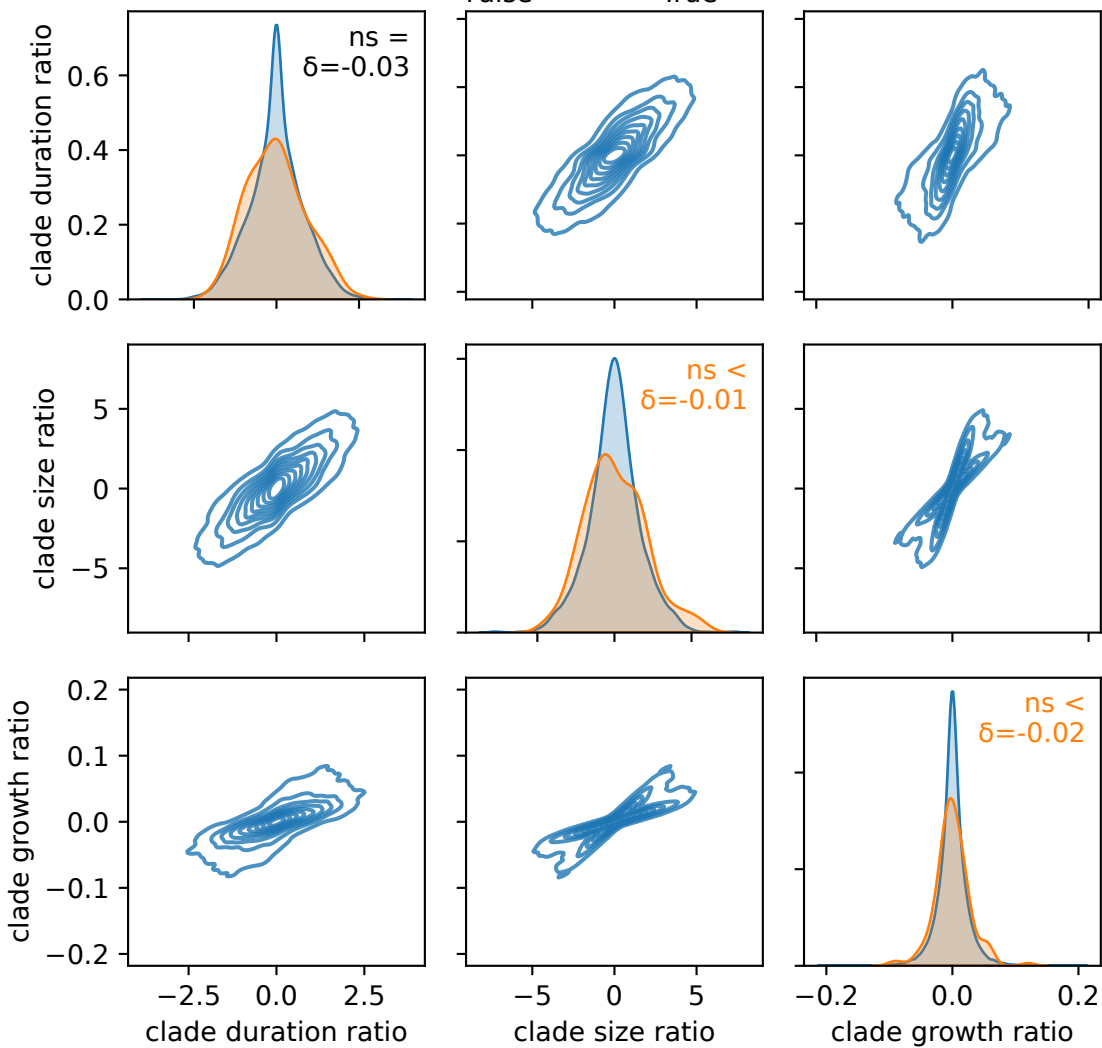 ns =
δ=-0.03
clade duration ratio
0.6
0.4
0.2
0.0
ns <
δ=-0.01
clade size ratio
5
0
−5
ns <
δ=-0.02
clade growth ratio
0.2
0.1
0.0
−0.1
−0.2
−2.5 0.0 2.5
−5 0 5
−0.2 0.0 0.2
clade duration ratio
clade size ratio
clade growth ratio